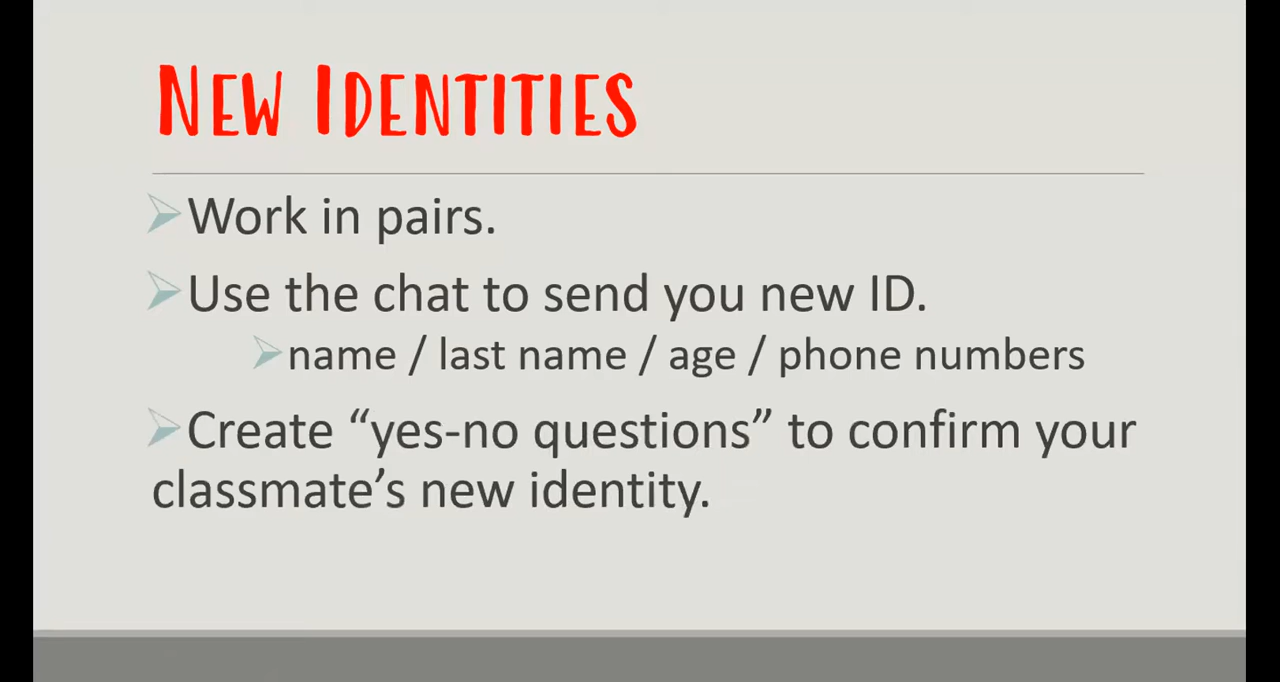 NEW IDENTITIES
Work in pairs.
Use the chat to send you new ID.
name / last name / age / phone numbers
Create “yes-no questions” to confirm your
classmate’s new identity.